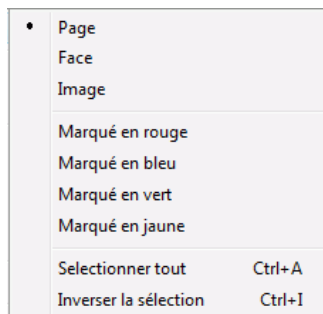 Page
Face
Image
Marqué en rouge
Marqué en bleu
Marqué en vert
Marqué en jaune
Selectionner tout Ctrl+A
Inverser la sélection Ctrl+I